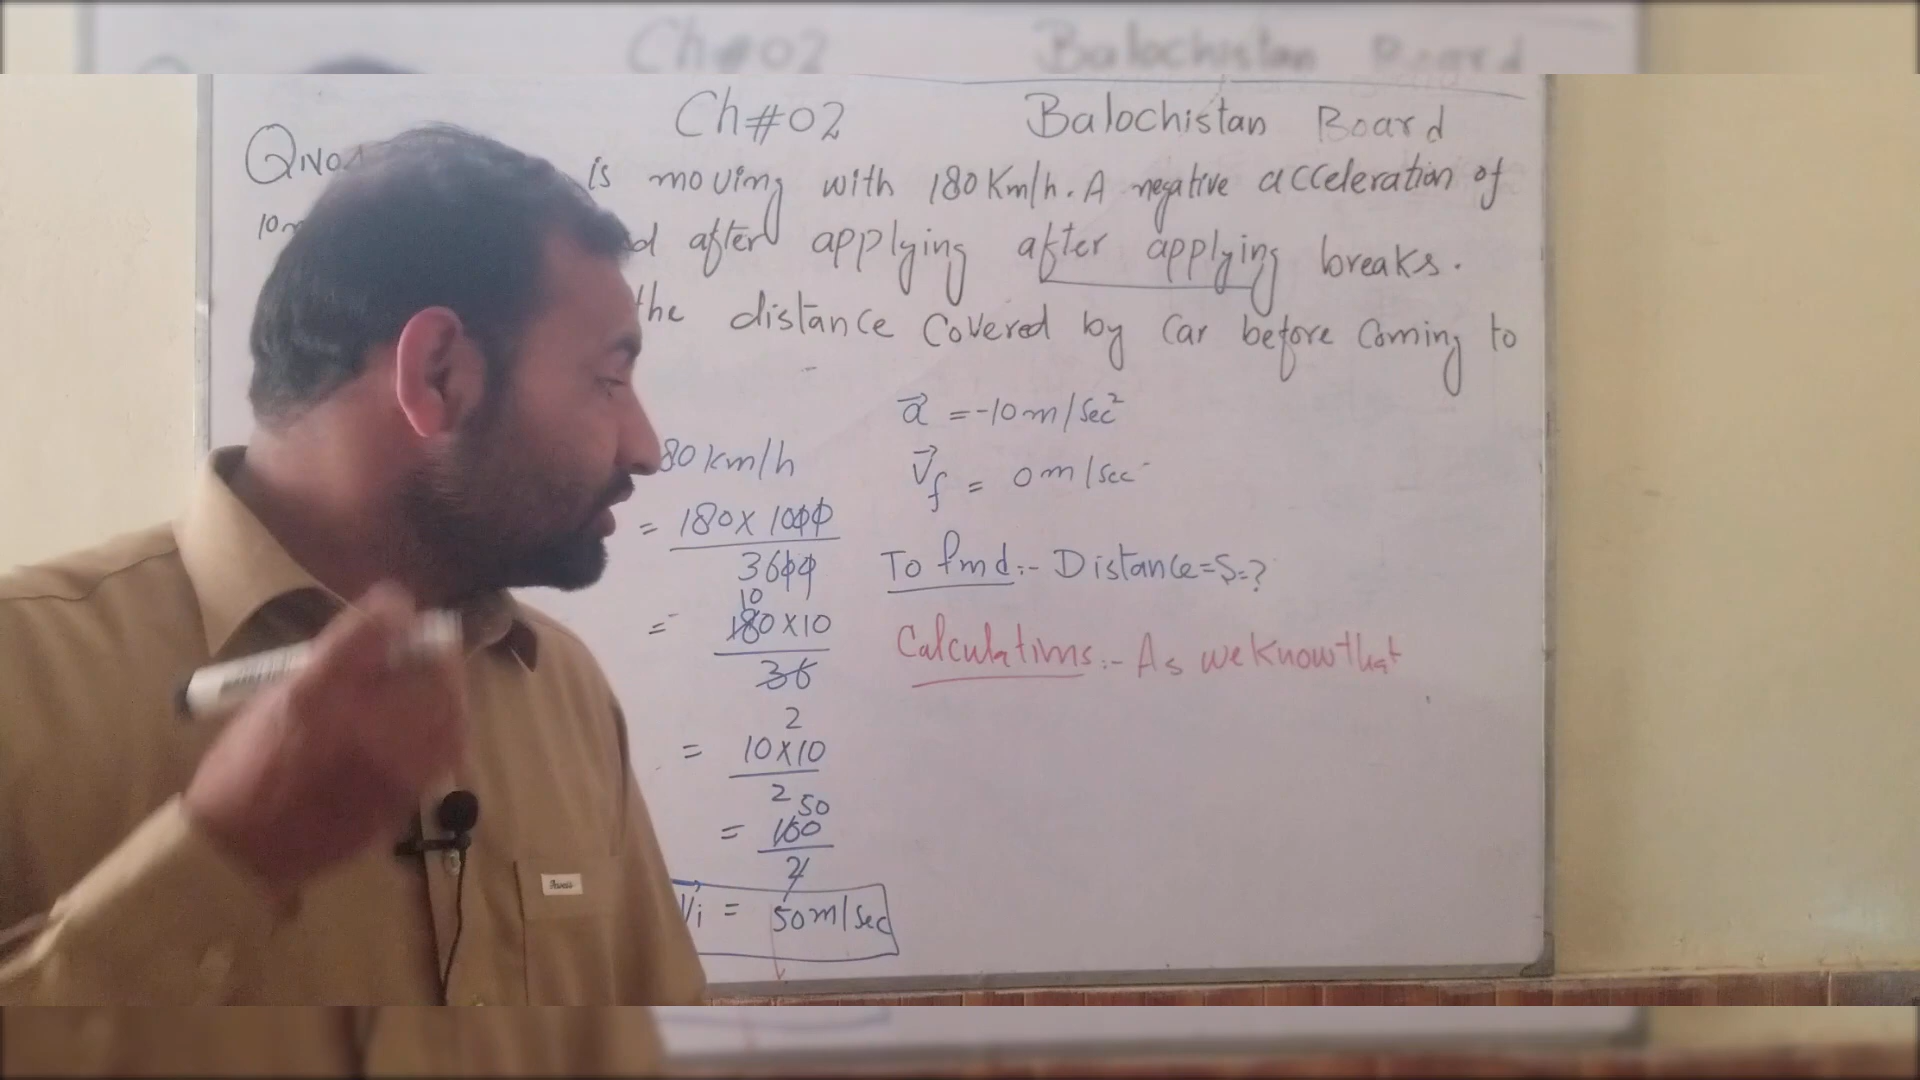 Ch#02 Balochistan Board
Ch#02 Balochistan Board
QNo.
is moving with 180 Km/h. A negative acceleration of
10m
d after applying after applying breaks.
the distance Covered by Car before Coming to
a⃗ = -10 m/sec²
80 km/h
V⃗f = 0 m/sec
= 180 x 1000
3600
To find:- Distance=S=?
10
= 180 x 10
36
Calculations:- As we know that
2
= 10 x 10
2
50
= 100
2
Vi = 50 m/sec